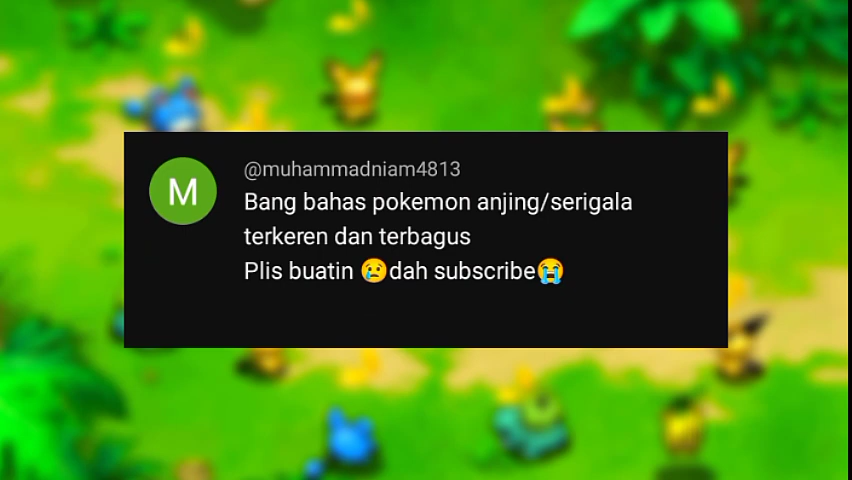 M
@muhammadniam4813
Bang bahas pokemon anjing/serigala
terkeren dan terbagus
Plis buatin 😢dah subscribe😭